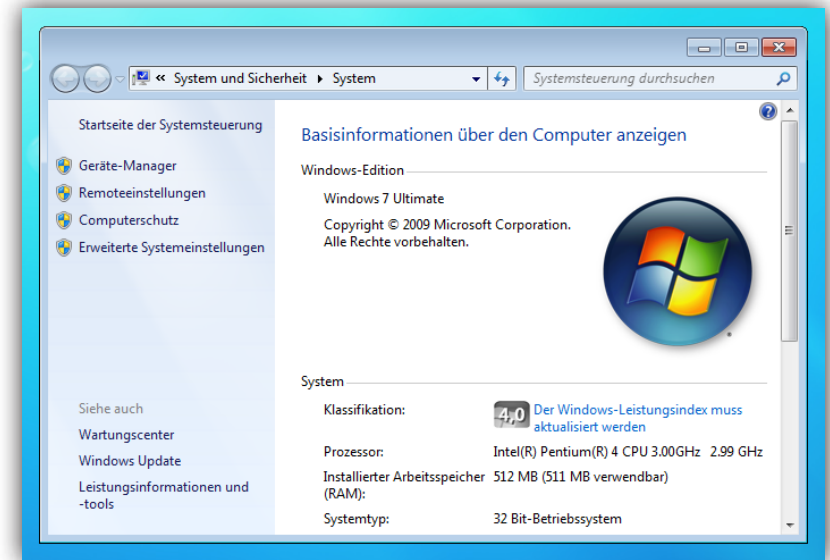 « System und Sicherheit ▸ System
Systemsteuerung durchsuchen
Startseite der Systemsteuerung
Geräte-Manager
Remoteeinstellungen
Computerschutz
Erweiterte Systemeinstellungen
Siehe auch
Wartungscenter
Windows Update
Leistungsinformationen und
-tools
Basisinformationen über den Computer anzeigen
Windows-Edition
Windows 7 Ultimate
Copyright © 2009 Microsoft Corporation.
Alle Rechte vorbehalten.
System
Klassifikation: 4,0 Der Windows-Leistungsindex muss
aktualisiert werden
Prozessor: Intel(R) Pentium(R) 4 CPU 3.00GHz 2.99 GHz
Installierter Arbeitsspeicher 512 MB (511 MB verwendbar)
(RAM):
Systemtyp: 32 Bit-Betriebssystem